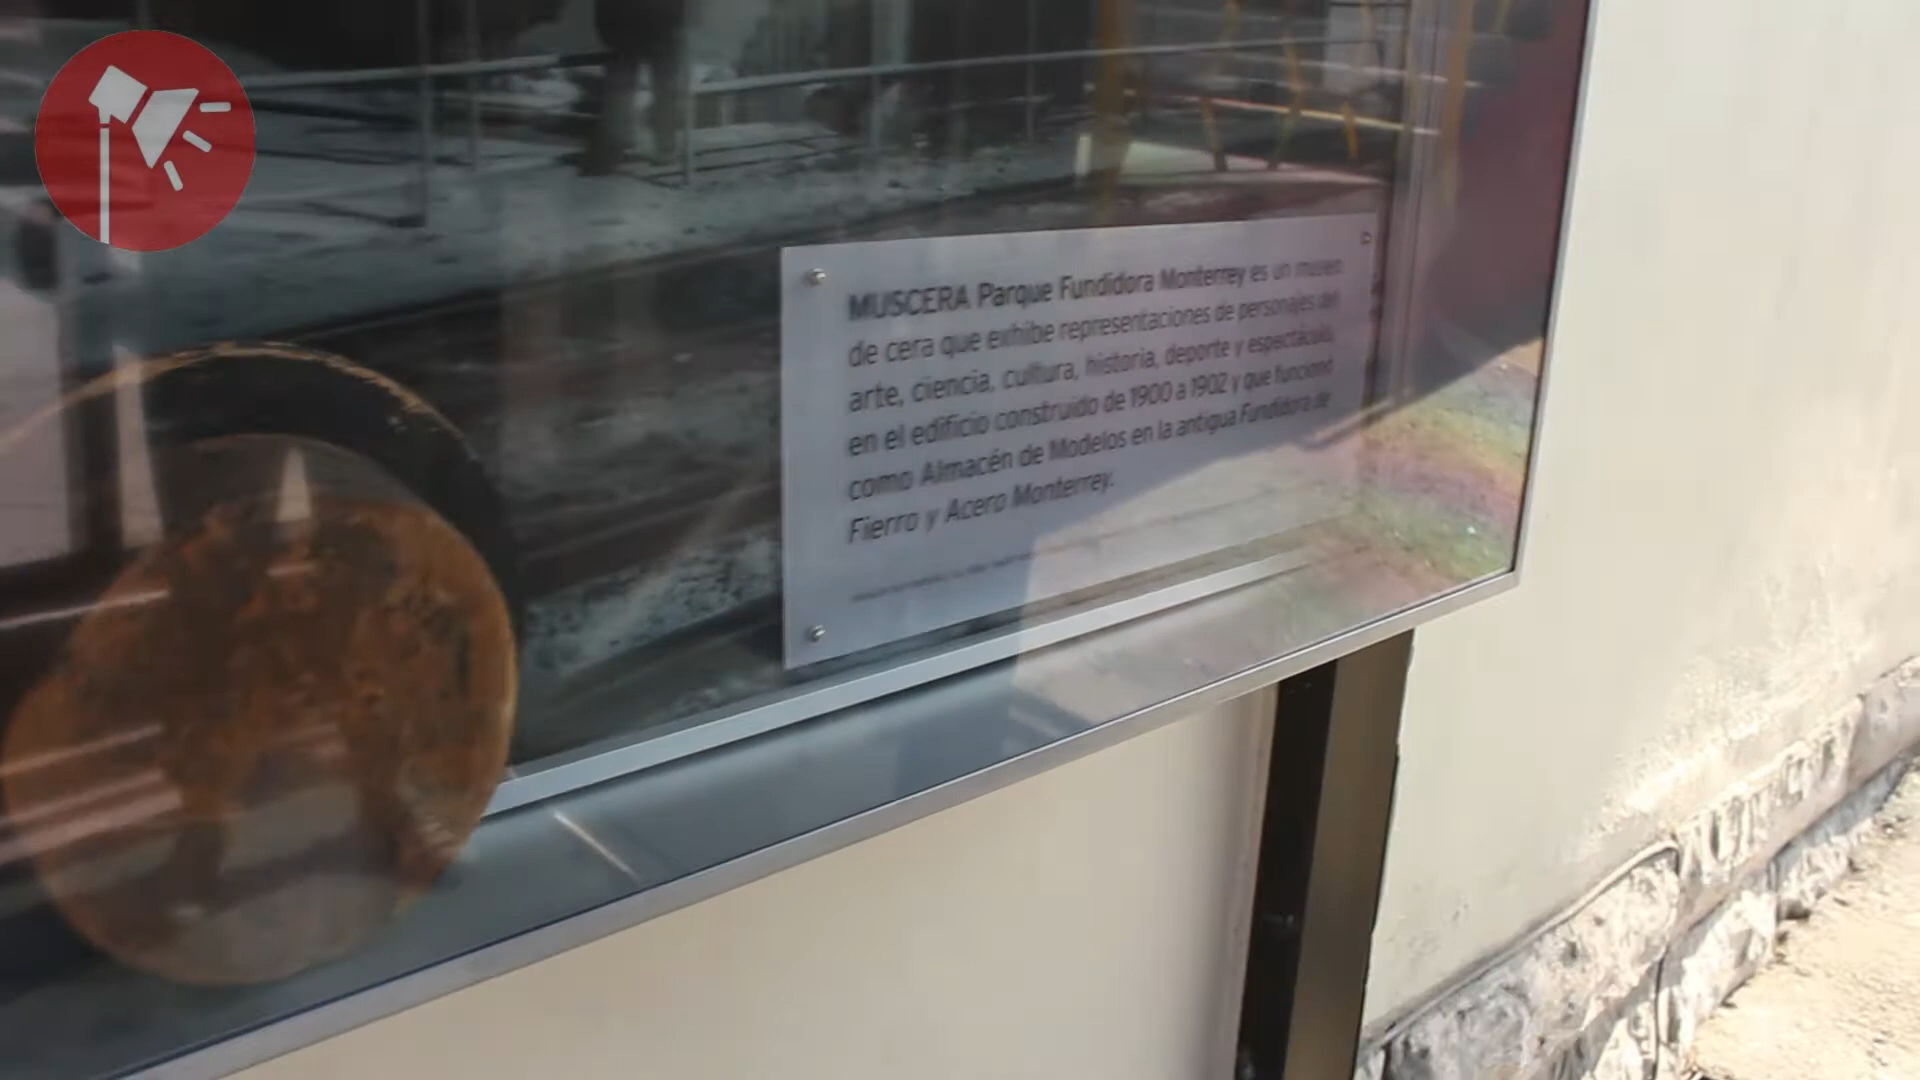 MUSCERA Parque Fundidora Monterrey es un museo
de cera que exhibe representaciones de personajes del
arte, ciencia, cultura, historia, deporte y espectáculo,
en el edificio construido de 1900 a 1902 y que funcionó
como Almacén de Modelos en la antigua Fundidora de
Fierro y Acero Monterrey.